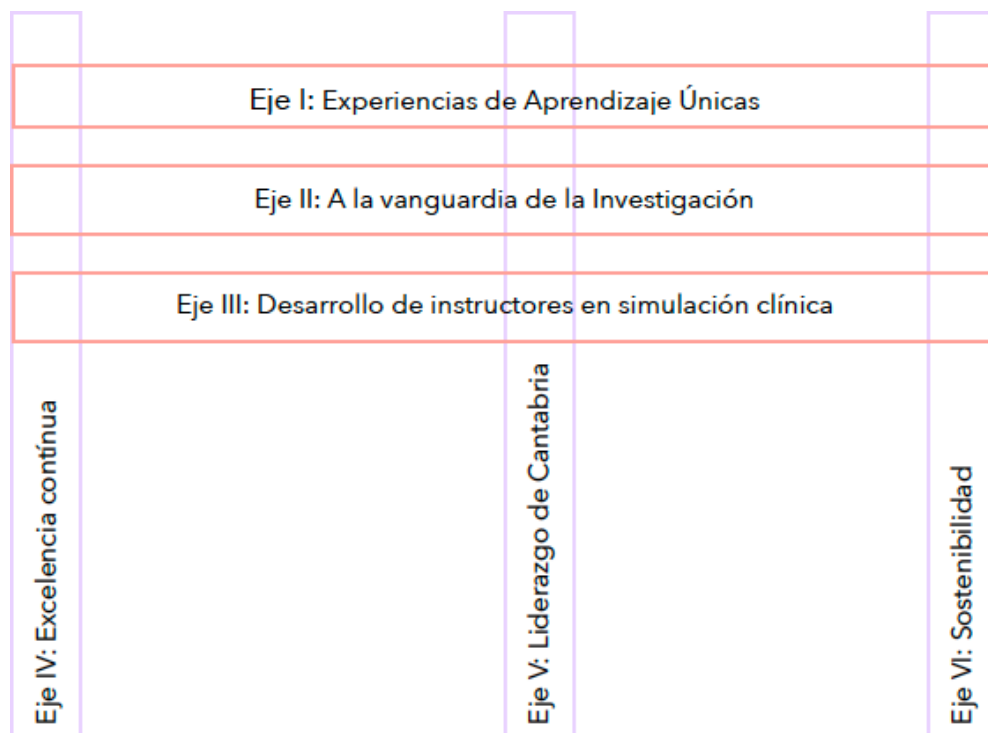 Eje I: Experiencias de Aprendizaje Únicas
Eje II: A la vanguardia de la Investigación
Eje III: Desarrollo de instructores en simulación clínica
Eje IV: Excelencia contínua
Eje V: Liderazgo de Cantabria
Eje VI: Sostenibilidad